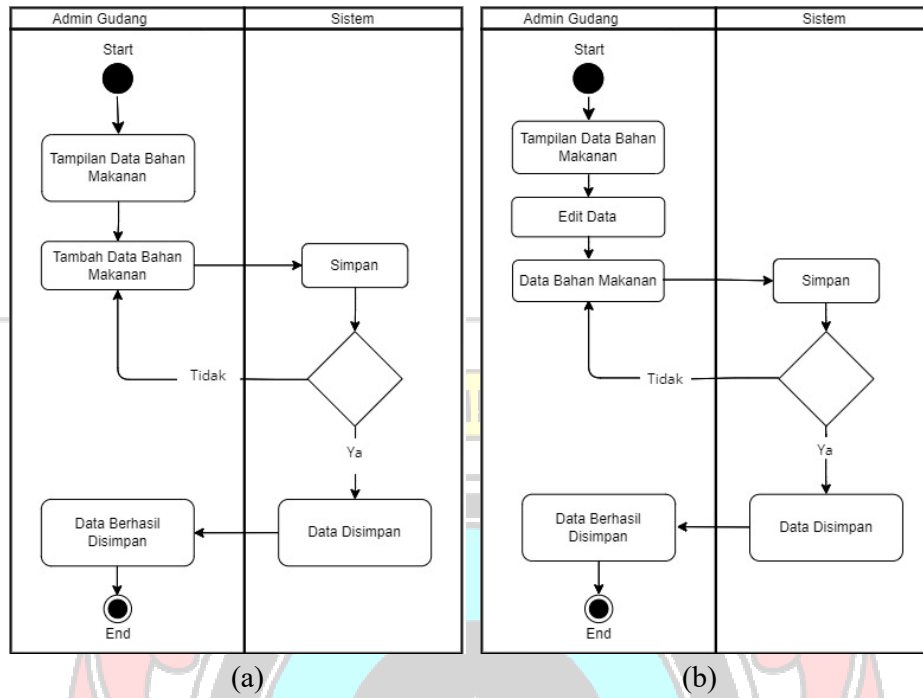 Admin Gudang
Sistem
Start
Tampilan Data Bahan
Makanan
Tambah Data Bahan
Makanan
Simpan
Tidak
Ya
Data Berhasil
Disimpan
Data Disimpan
End
(a)
Admin Gudang
Sistem
Start
Tampilan Data Bahan
Makanan
Edit Data
Data Bahan Makanan
Simpan
Tidak
Ya
Data Berhasil
Disimpan
Data Disimpan
End
(b)